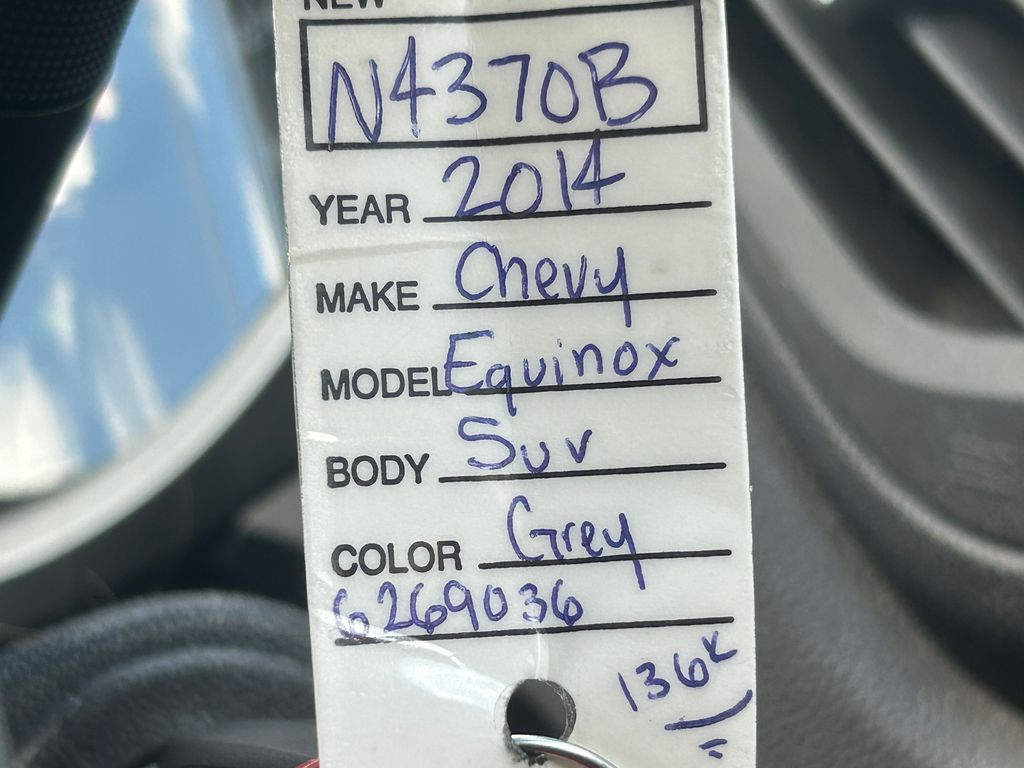 NEW
N4370B
YEAR 2014
MAKE Chevy
MODEL Equinox
BODY Suv
COLOR Grey
6269036
136K